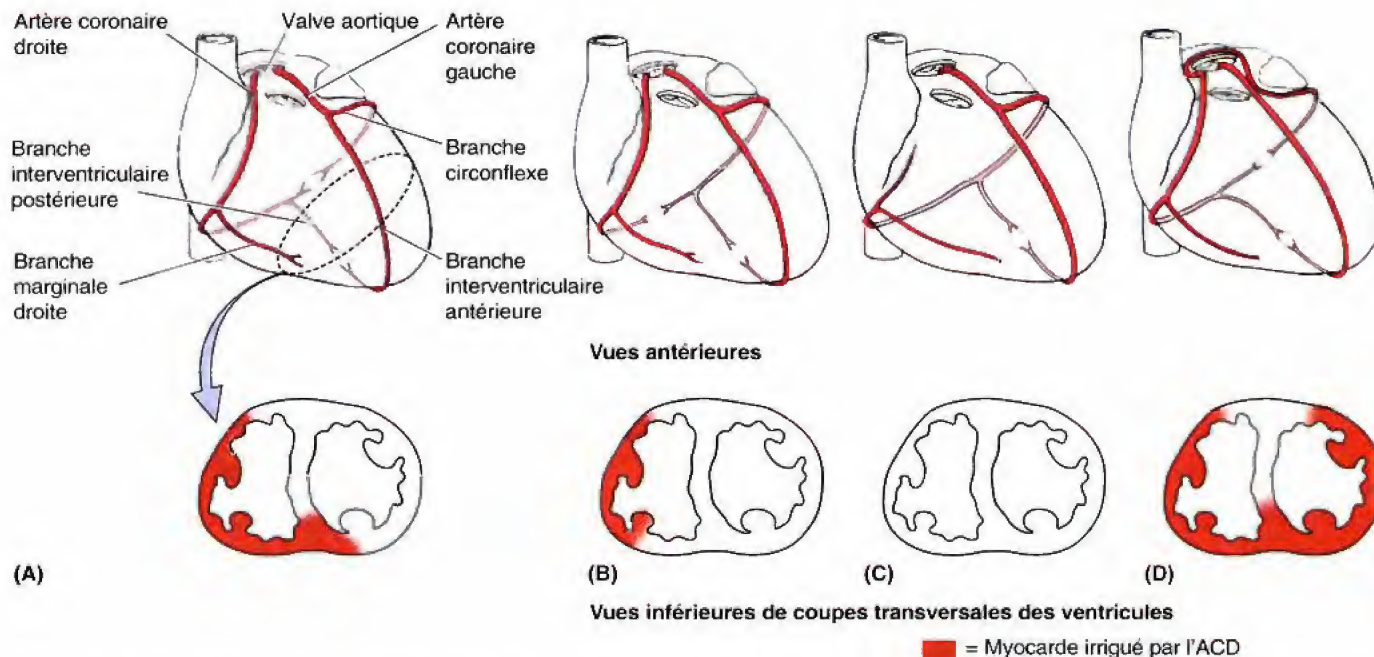 Artère coronaire
droite
Valve aortique
Artère
coronaire
gauche
Branche
interventriculaire
postérieure
Branche
circonflexe
Branche
marginale
droite
Branche
interventriculaire
antérieure
Vues antérieures
(A)
(B)
(C)
(D)
Vues inférieures de coupes transversales des ventricules
= Myocarde irrigué par l'ACD